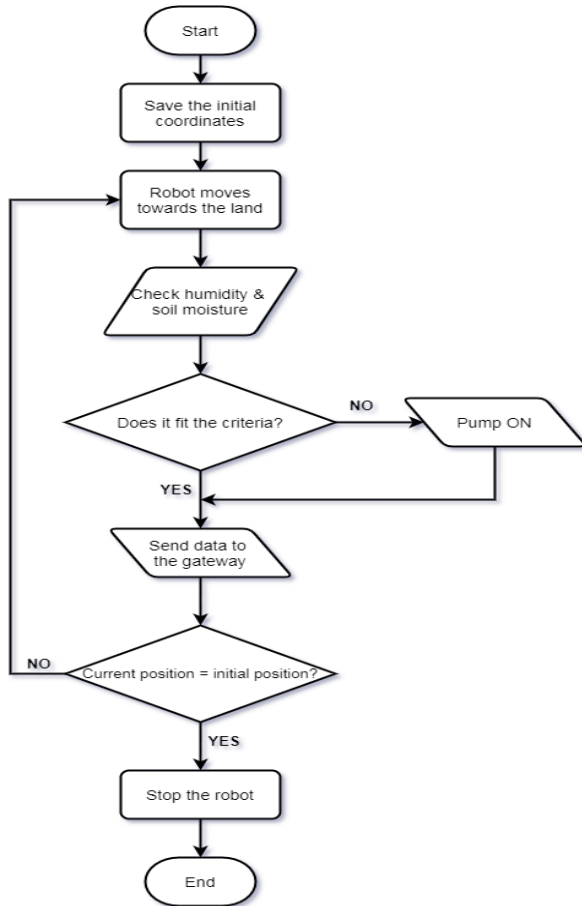 Start
Save the initial
coordinates
Robot moves
towards the land
Check humidity &
soil moisture
Does it fit the criteria?
NO
Pump ON
YES
Send data to
the gateway
Current position = initial position?
NO
YES
Stop the robot
End